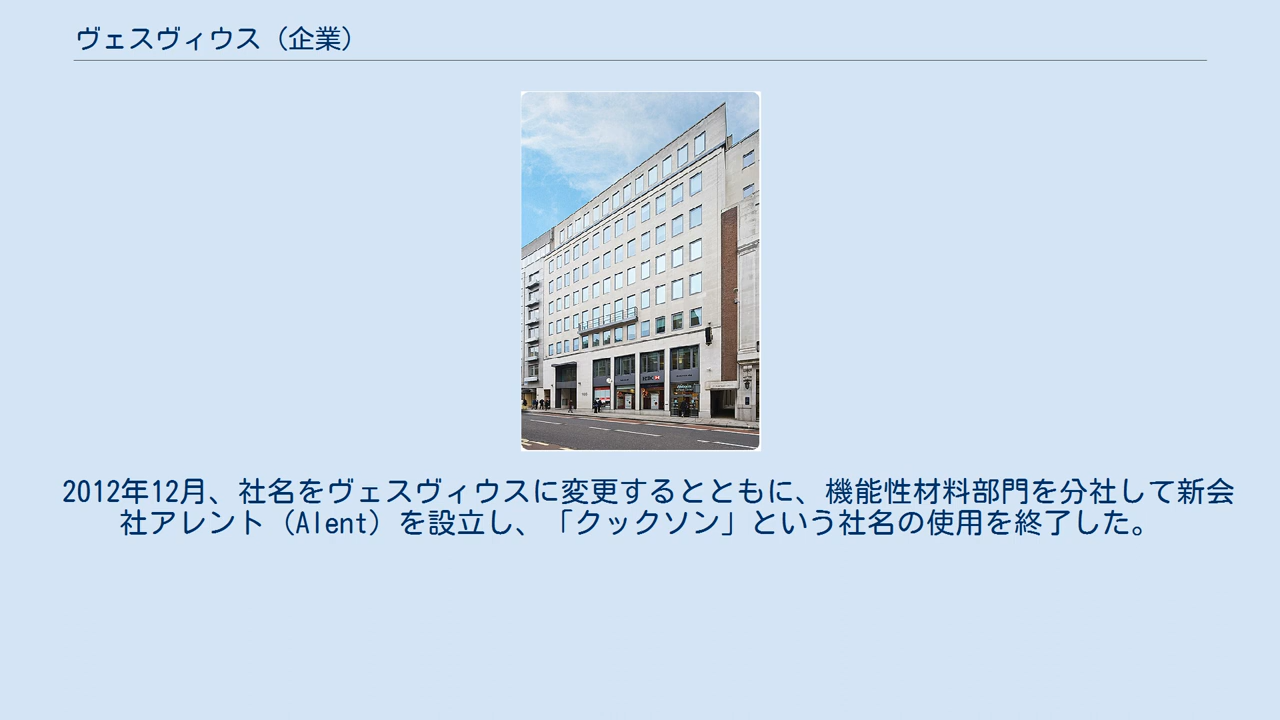 ヴェスヴィウス（企業）
2012年12月、社名をヴェスヴィウスに変更するとともに、機能性材料部門を分社して新会
社アレント（Alent）を設立し、「クックソン」という社名の使用を終了した。